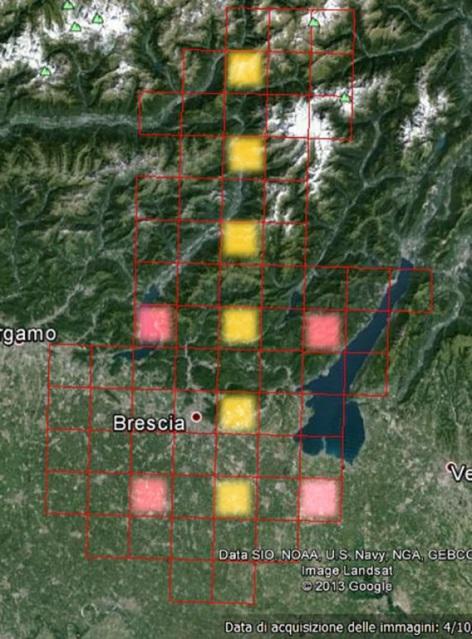 rgamo
Brescia
Ve
Data SIO, NOAA, U.S. Navy, NGA, GEBCO
Image Landsat
© 2013 Google
Data di acquisizione delle immagini: 4/10